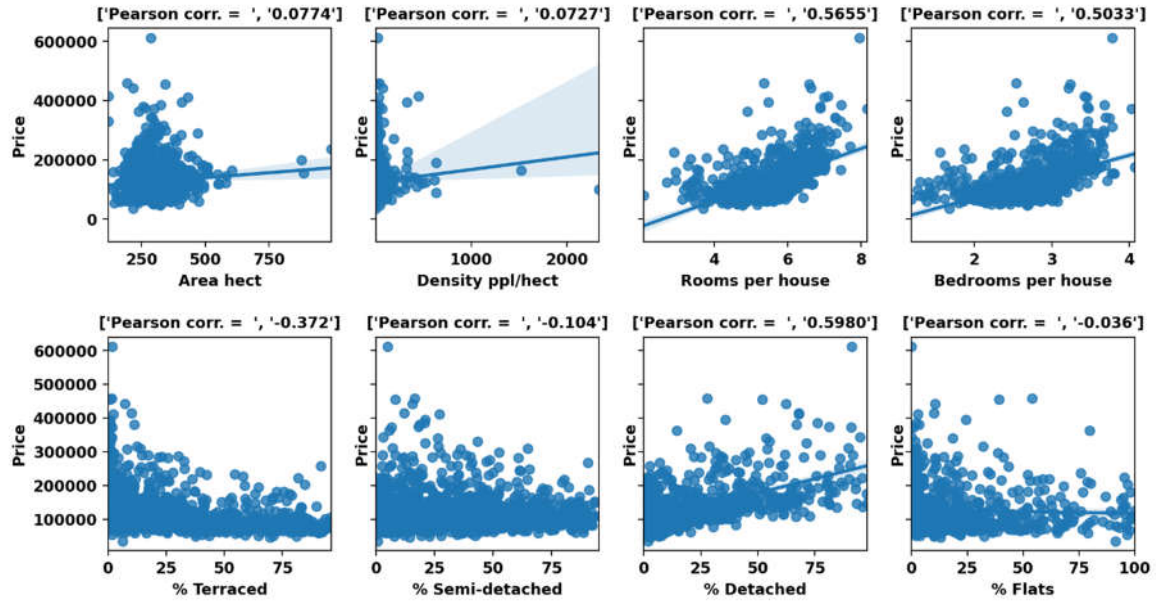 ['Pearson corr. =  ', '0.0774']
['Pearson corr. =  ', '0.0727']
['Pearson corr. =  ', '0.5655']
['Pearson corr. =  ', '0.5033']
600000
400000
200000
0
Price
Price
Price
Price
250 500 750
1000 2000
4 6 8
2 3 4
Area hect
Density ppl/hect
Rooms per house
Bedrooms per house
['Pearson corr. =  ', '-0.372']
['Pearson corr. =  ', '-0.104']
['Pearson corr. =  ', '0.5980']
['Pearson corr. =  ', '-0.036']
600000
500000
400000
300000
200000
100000
Price
Price
Price
Price
0 25 50 75
0 25 50 75
0 25 50 75
0 25 50 75 100
% Terraced
% Semi-detached
% Detached
% Flats